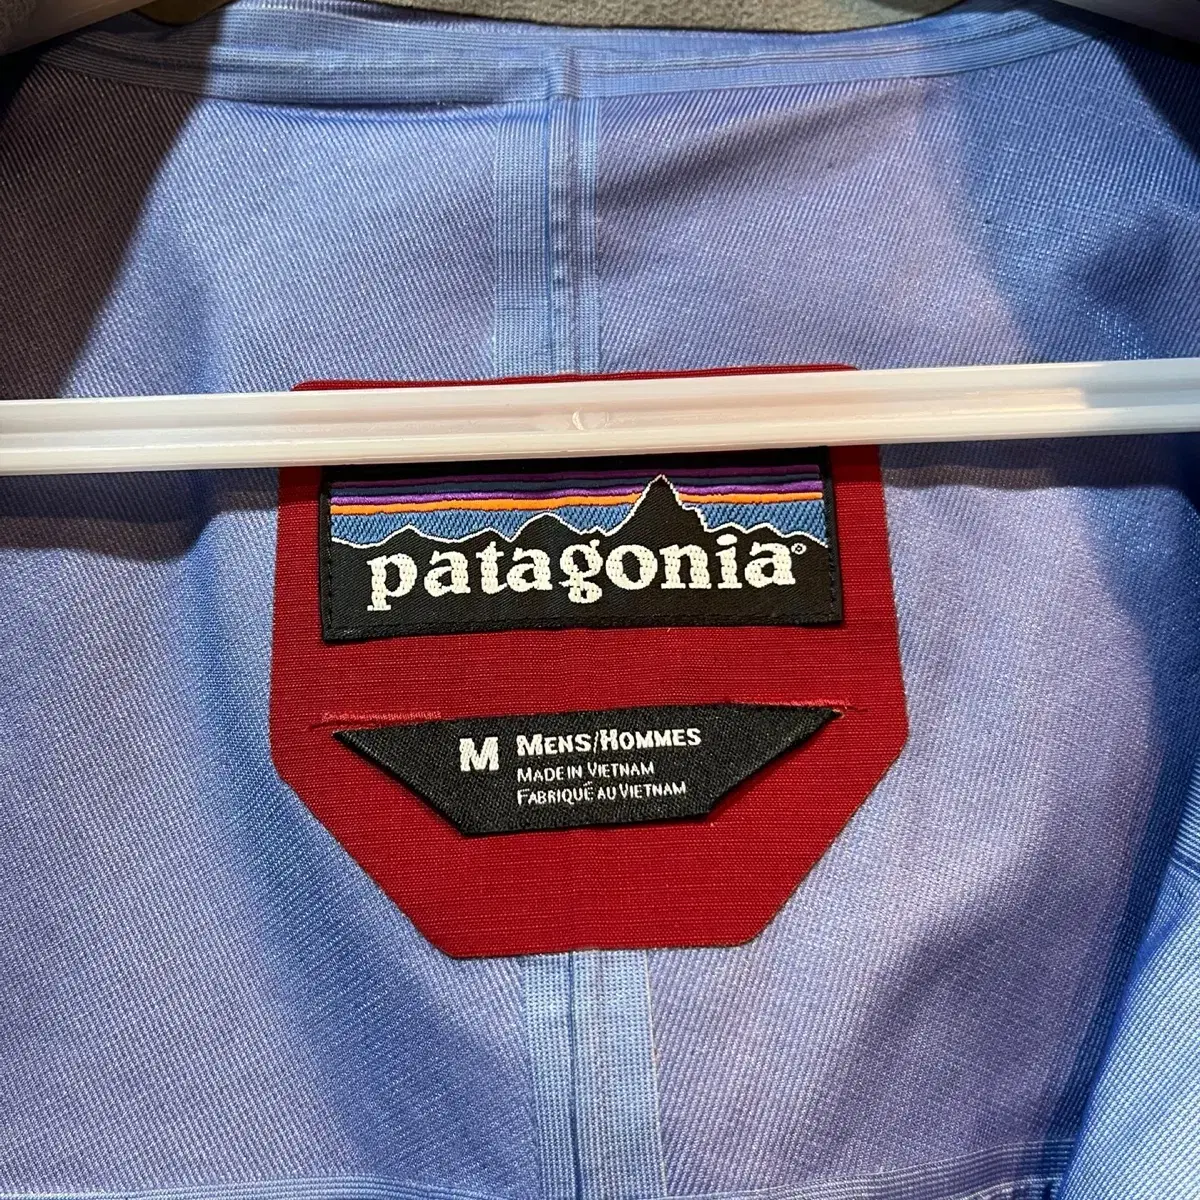 patagonia®
M MENS/HOMMES
MADE IN VIETNAM
FABRIQUÉ AU VIETNAM